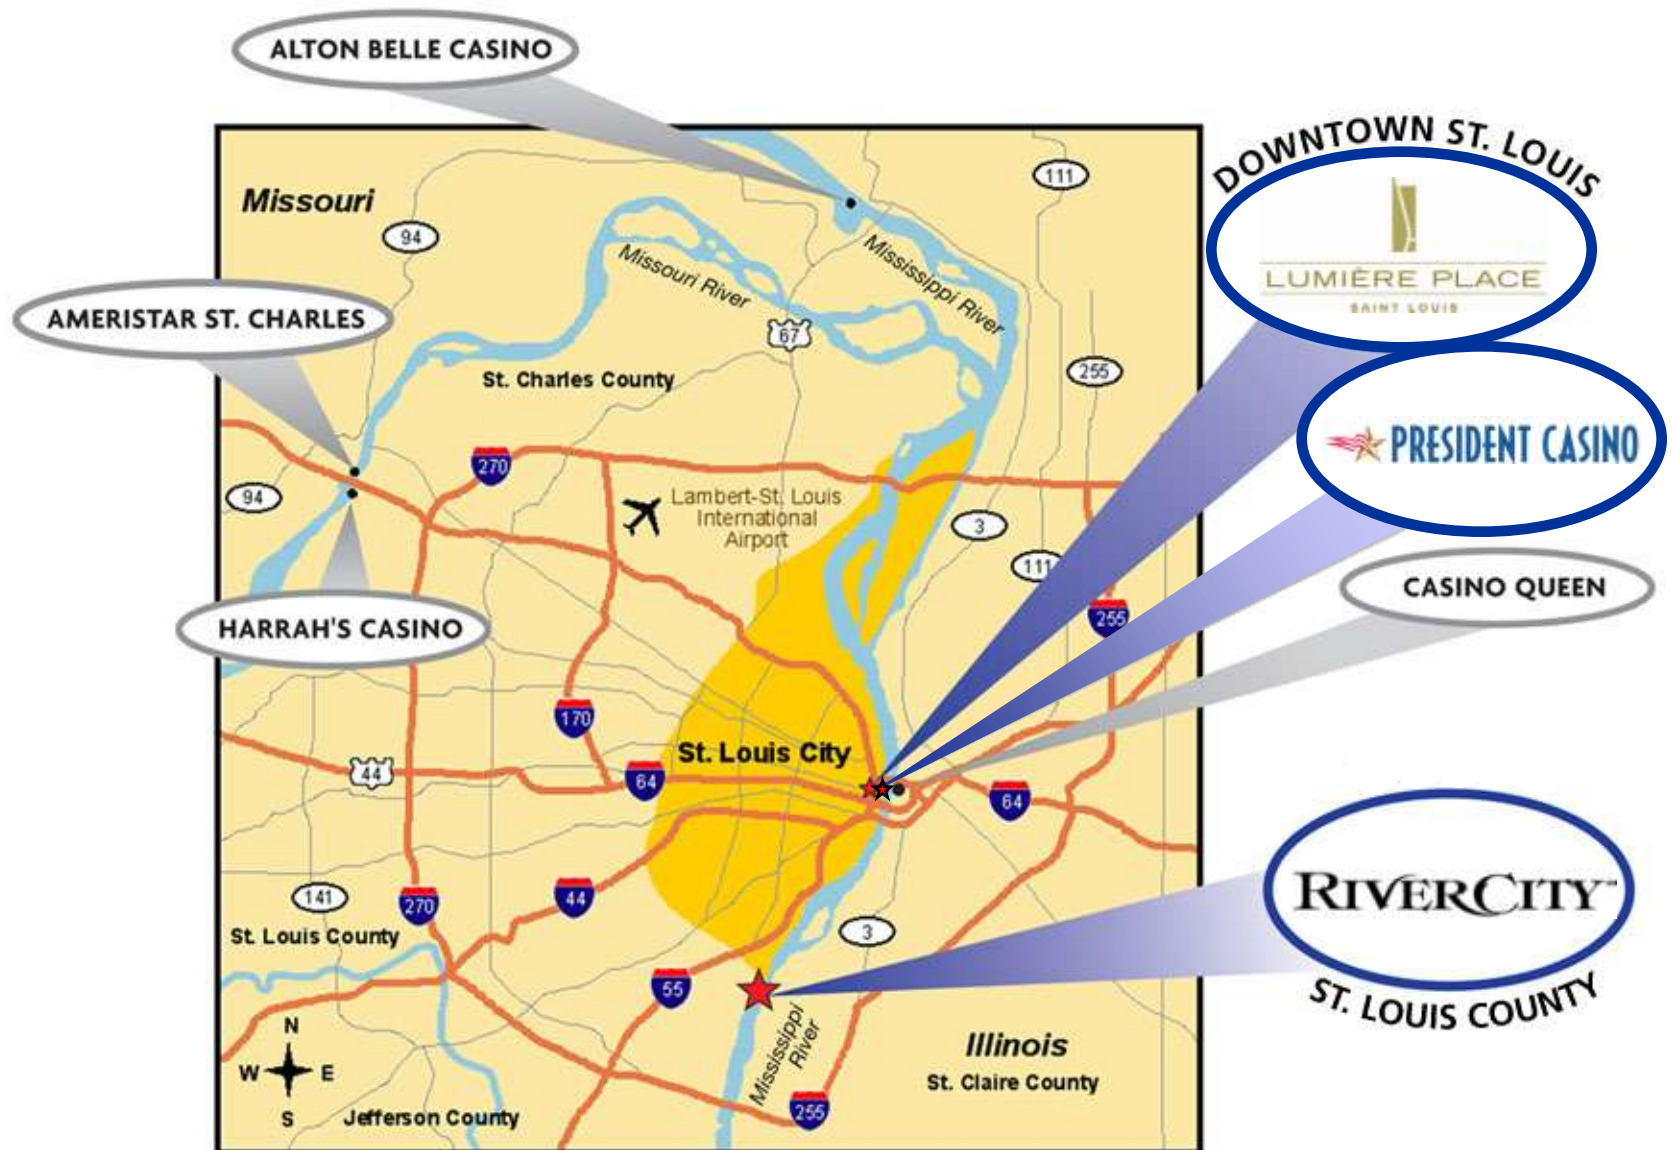 ALTON BELLE CASINO
DOWNTOWN ST. LOUIS
111
Missouri
94
LUMIÈRE PLACE
SAINT LOUIS
Missouri River
Mississippi River
AMERISTAR ST. CHARLES
67
St. Charles County
255
PRESIDENT CASINO
270
94
Lambert-St. Louis
International
Airport
3
111
CASINO QUEEN
255
HARRAH'S CASINO
170
St. Louis City
44
64
64
RIVERCITY
141
270
44
St. Louis County
3
55
ST. LOUIS COUNTY
Mississippi
River
N
W E
S
Illinois
St. Claire County
Jefferson County
255